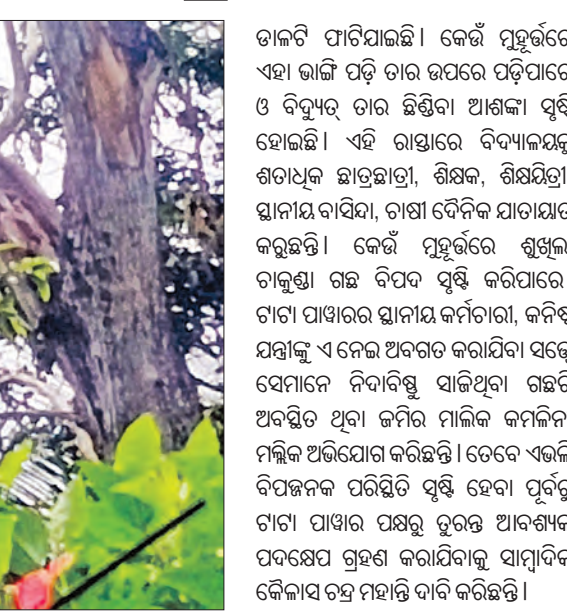 ଡାଳଟି ଫାଟିଯାଇଛି। କେଉଁ ମୁହୂର୍ତ୍ତରେ
ଏହା ଭାଙ୍ଗି ପଡ଼ି ତାର ଉପରେ ପଡ଼ିପାରେ
ଓ ବିଦ୍ୟୁତ୍ ତାର ଛିଣ୍ଡିବା ଆଶଙ୍କା ସୃଷ୍ଟି
ହୋଇଛି। ଏହି ରାସ୍ତାରେ ବିଦ୍ୟାଳୟକୁ
ଶତାଧିକ ଛାତ୍ରଛାତ୍ରୀ, ଶିକ୍ଷକ, ଶିକ୍ଷୟିତ୍ରୀ
ସ୍ଥାନୀୟ ବାସିନ୍ଦା, ଚାଷୀ ଦୈନିକ ଯାତାୟାତ
କରୁଛନ୍ତି। କେଉଁ ମୁହୂର୍ତ୍ତରେ ଶୁଖିଲା
ଚାକୁଣ୍ଡା ଗଛ ବିପଦ ସୃଷ୍ଟି କରିପାରେ
ଟାଟା ପାୱାରର ସ୍ଥାନୀୟ କର୍ମଚାରୀ, କନିଷ୍ଠ
ଯନ୍ତ୍ରୀଙ୍କୁ ଏ ନେଇ ଅବଗତ କରାଯିବା ସତ୍ତ୍ୱେ
ସେମାନେ ନିଦାବିଷ୍ଣୁ ସାଜିଥିବା ଗଛଟି
ଅବସ୍ଥିତ ଥିବା ଜମିର ମାଲିକ କମଳିନୀ
ମଲ୍ଲିକ ଅଭିଯୋଗ କରିଛନ୍ତି। ତେବେ ଏଭଳି
ବିପଜ୍ଜନକ ପରିସ୍ଥିତି ସୃଷ୍ଟି ହେବା ପୂର୍ବରୁ
ଟାଟା ପାୱାର ପକ୍ଷରୁ ତୁରନ୍ତ ଆବଶ୍ୟକ
ପଦକ୍ଷେପ ଗ୍ରହଣ କରାଯିବାକୁ ସାମ୍ବାଦିକ
କୈଳାସ ଚନ୍ଦ୍ର ମହାନ୍ତି ଦାବି କରିଛନ୍ତି।